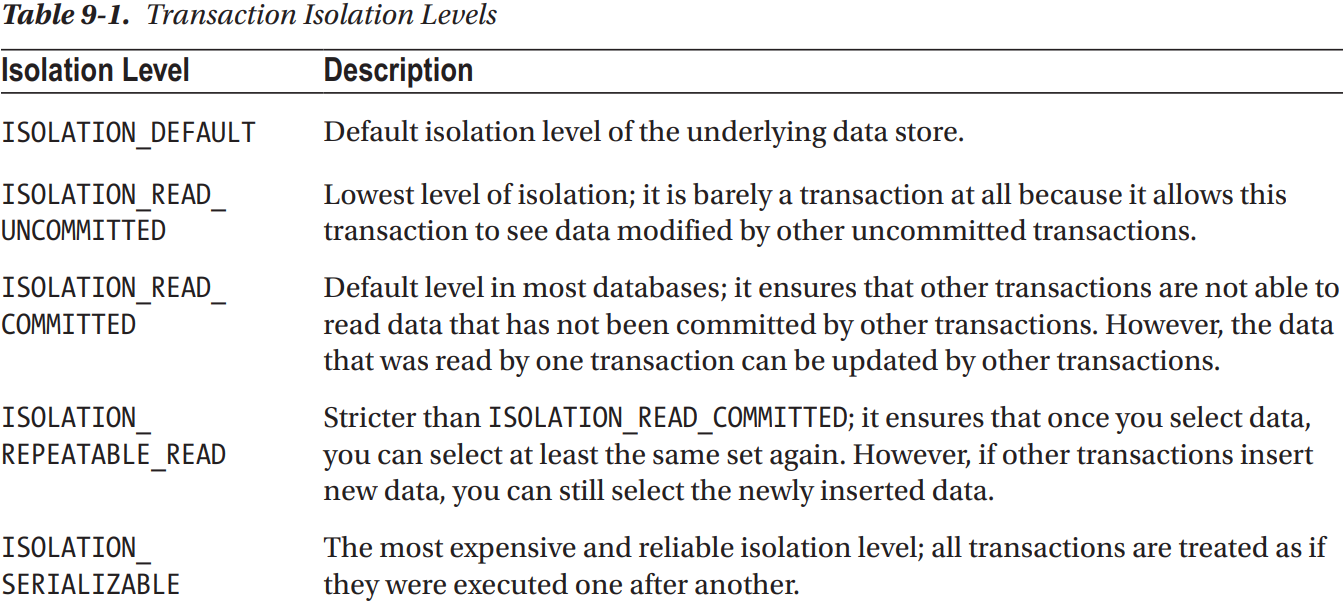 Table 9-1. Transaction Isolation Levels
Isolation Level Description
ISOLATION_DEFAULT Default isolation level of the underlying data store.
ISOLATION_READ_ Lowest level of isolation; it is barely a transaction at all because it allows this
UNCOMMITTED transaction to see data modified by other uncommitted transactions.
ISOLATION_READ_ Default level in most databases; it ensures that other transactions are not able to
COMMITTED read data that has not been committed by other transactions. However, the data
that was read by one transaction can be updated by other transactions.
ISOLATION_ Stricter than ISOLATION_READ_COMMITTED; it ensures that once you select data,
REPEATABLE_READ you can select at least the same set again. However, if other transactions insert
new data, you can still select the newly inserted data.
ISOLATION_ The most expensive and reliable isolation level; all transactions are treated as if
SERIALIZABLE they were executed one after another.